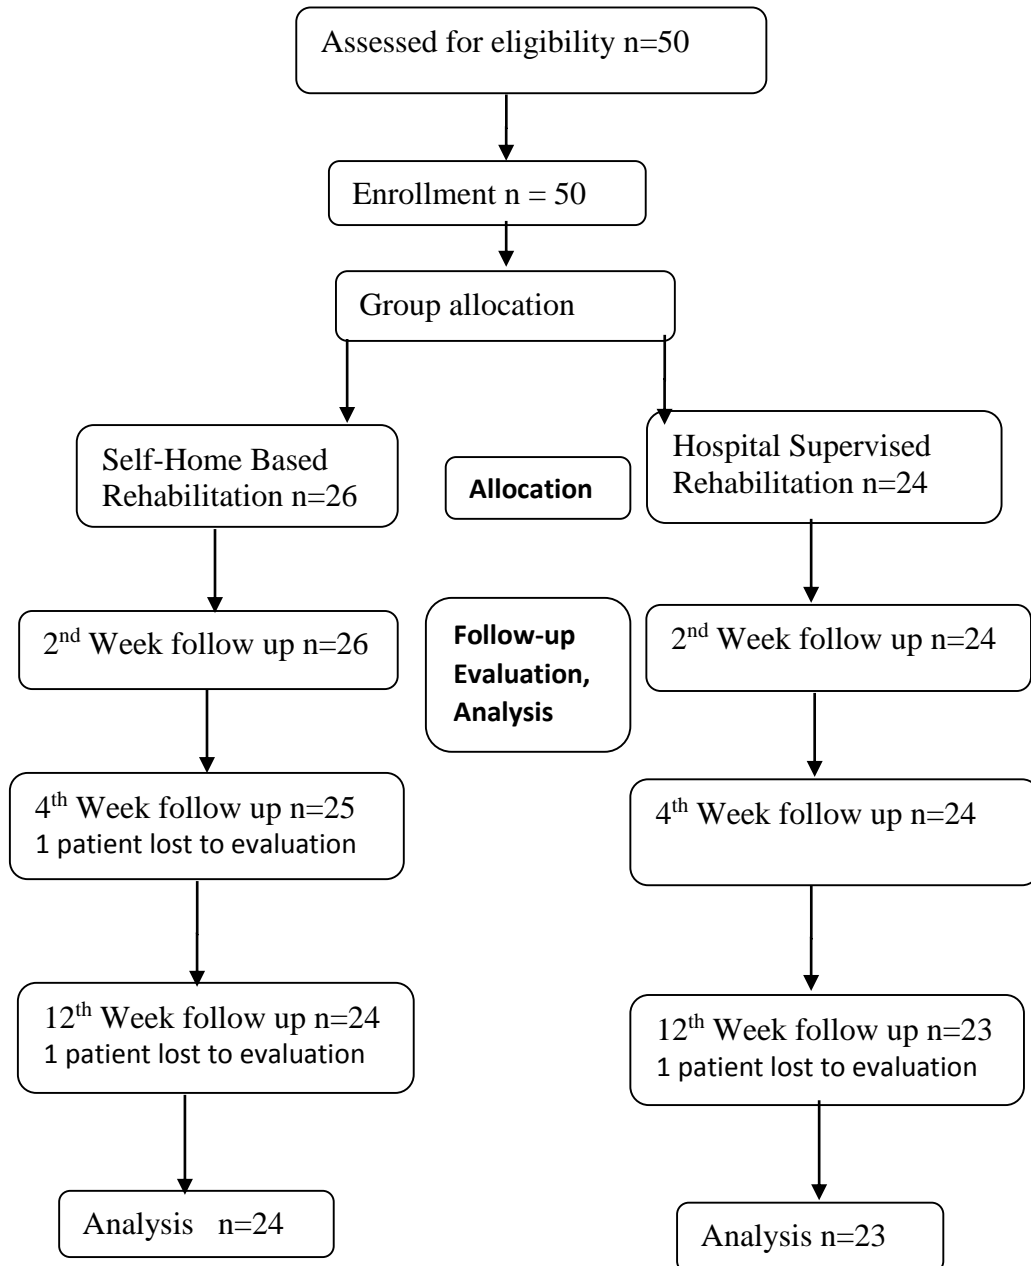 Assessed for eligibility n=50
Enrollment n = 50
Group allocation
Self-Home Based
Rehabilitation n=26
Allocation
Hospital Supervised
Rehabilitation n=24
2nd Week follow up n=26
Follow-up
Evaluation,
Analysis
2nd Week follow up n=24
4th Week follow up n=25
1 patient lost to evaluation
4th Week follow up n=24
12th Week follow up n=24
1 patient lost to evaluation
12th Week follow up n=23
1 patient lost to evaluation
Analysis   n=24
Analysis n=23